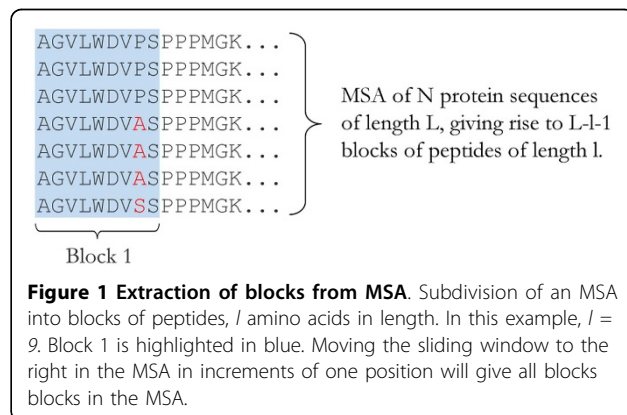 AGVLWDVPSPPPMGK...
AGVLWDVPSPPPMGK...
AGVLWDVPSPPPMGK...
AGVLWDVASPPPMGK...
AGVLWDVASPPPMGK...
AGVLWDVASPPPMGK...
AGVLWDVSSPPPMGK...
Block 1
MSA of N protein sequences
of length L, giving rise to L-l-1
blocks of peptides of length l.
Figure 1 Extraction of blocks from MSA. Subdivision of an MSA
into blocks of peptides, l amino acids in length. In this example, l =
9. Block 1 is highlighted in blue. Moving the sliding window to the
right in the MSA in increments of one position will give all blocks
blocks in the MSA.